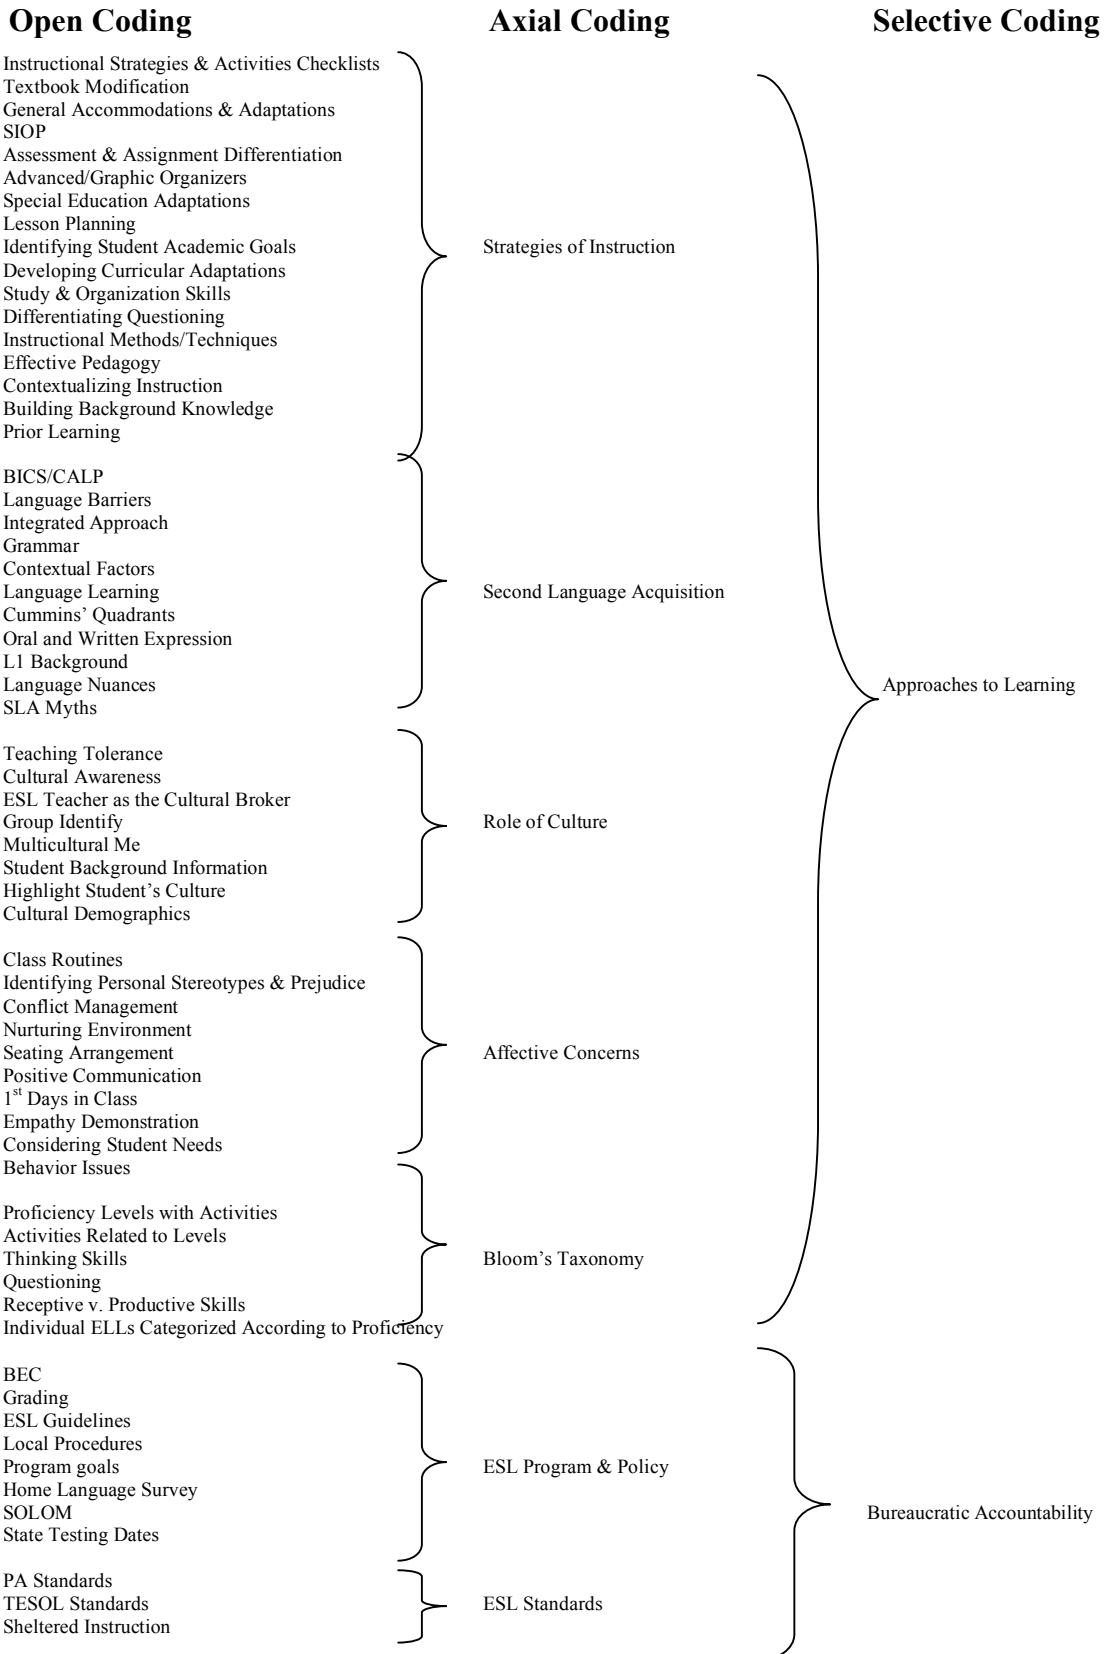 Open Coding
Axial Coding
Selective Coding
Instructional Strategies & Activities Checklists
Textbook Modification
General Accommodations & Adaptations
SIOP
Assessment & Assignment Differentiation
Advanced/Graphic Organizers
Special Education Adaptations
Lesson Planning
Identifying Student Academic Goals
Developing Curricular Adaptations
Study & Organization Skills
Differentiating Questioning
Instructional Methods/Techniques
Effective Pedagogy
Contextualizing Instruction
Building Background Knowledge
Prior Learning
Strategies of Instruction
BICS/CALP
Language Barriers
Integrated Approach
Grammar
Contextual Factors
Language Learning
Cummins’ Quadrants
Oral and Written Expression
L1 Background
Language Nuances
SLA Myths
Second Language Acquisition
Teaching Tolerance
Cultural Awareness
ESL Teacher as the Cultural Broker
Group Identify
Multicultural Me
Student Background Information
Highlight Student’s Culture
Cultural Demographics
Role of Culture
Class Routines
Identifying Personal Stereotypes & Prejudice
Conflict Management
Nurturing Environment
Seating Arrangement
Positive Communication
1st Days in Class
Empathy Demonstration
Considering Student Needs
Behavior Issues
Affective Concerns
Proficiency Levels with Activities
Activities Related to Levels
Thinking Skills
Questioning
Receptive v. Productive Skills
Individual ELLs Categorized According to Proficiency
Bloom’s Taxonomy
Approaches to Learning
BEC
Grading
ESL Guidelines
Local Procedures
Program goals
Home Language Survey
SOLOM
State Testing Dates
ESL Program & Policy
PA Standards
TESOL Standards
Sheltered Instruction
ESL Standards
Bureaucratic Accountability